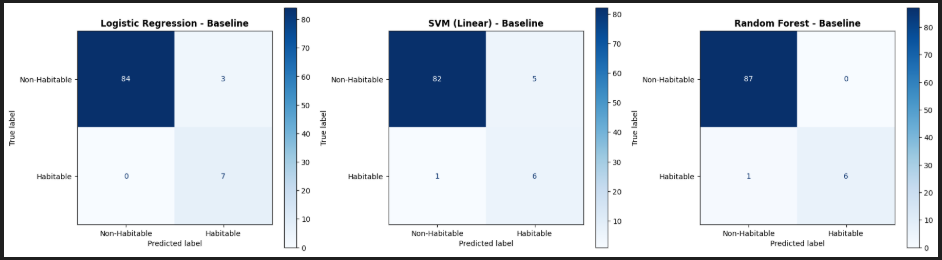 Logistic Regression - Baseline
True label
Non-Habitable
Habitable
84
3
0
7
Non-Habitable
Habitable
Predicted label
80
70
60
50
40
30
20
10
0
SVM (Linear) - Baseline
True label
Non-Habitable
Habitable
82
5
1
6
Non-Habitable
Habitable
Predicted label
80
70
60
50
40
30
20
10
Random Forest - Baseline
True label
Non-Habitable
Habitable
87
0
1
6
Non-Habitable
Habitable
Predicted label
80
70
60
50
40
30
20
10
0